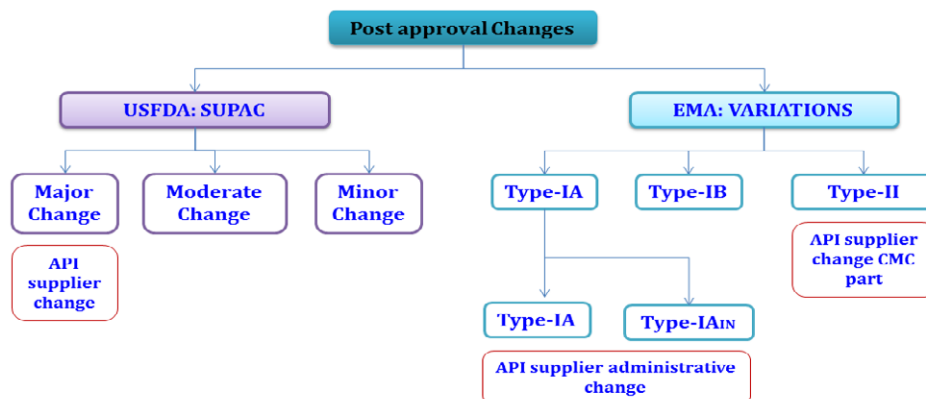 Post approval Changes
USFDA: SUPAC
EMA: VARIATIONS
Major
Change
Moderate
Change
Minor
Change
Type-IA
Type-IB
Type-II
API
supplier
change
API supplier
change CMC
part
Type-IA
Type-IAIN
API supplier administrative
change